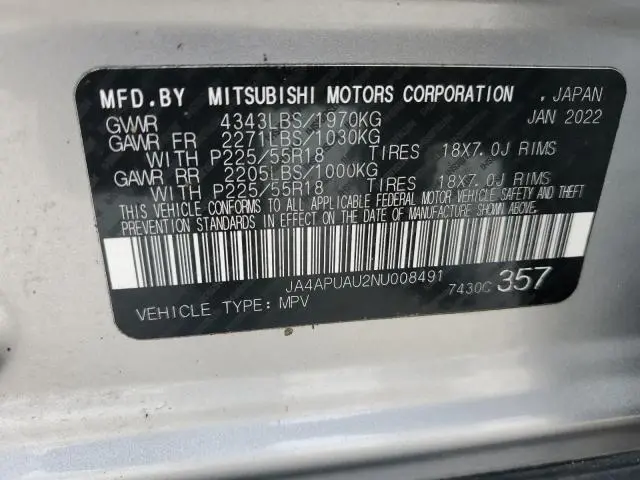 MFD.BY MITSUBISHI MOTORS CORPORATION , JAPAN
GVWR 4343LBS/1970KG JAN 2022
GAWR FR 2271LBS/1030KG
WITH P225/55R18 TIRES 18X7.0J RIMS
GAWR RR 2205LBS/1000KG
WITH P225/55R18 TIRES 18X7.0J RIMS
THIS VEHICLE CONFORMS TO ALL APPLICABLE FEDERAL MOTOR VEHICLE SAFETY AND THEFT
PREVENTION STANDARDS IN EFFECT ON THE DATE OF MANUFACTURE SHOWN ABOVE.
JA4APUAU2NU008491 7430C 357
VEHICLE TYPE: MPV